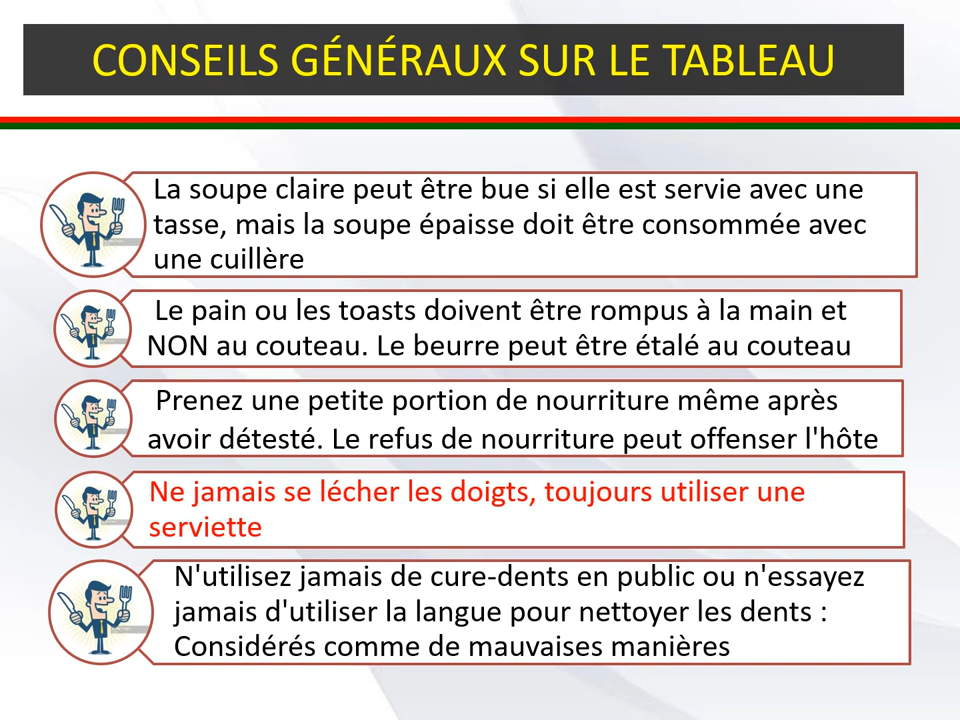 CONSEILS GÉNÉRAUX SUR LE TABLEAU
La soupe claire peut être bue si elle est servie avec une
tasse, mais la soupe épaisse doit être consommée avec
une cuillère
Le pain ou les toasts doivent être rompus à la main et
NON au couteau. Le beurre peut être étalé au couteau
Prenez une petite portion de nourriture même après
avoir détesté. Le refus de nourriture peut offenser l'hôte
Ne jamais se lécher les doigts, toujours utiliser une
serviette
N'utilisez jamais de cure-dents en public ou n'essayez
jamais d'utiliser la langue pour nettoyer les dents :
Considérés comme de mauvaises manières